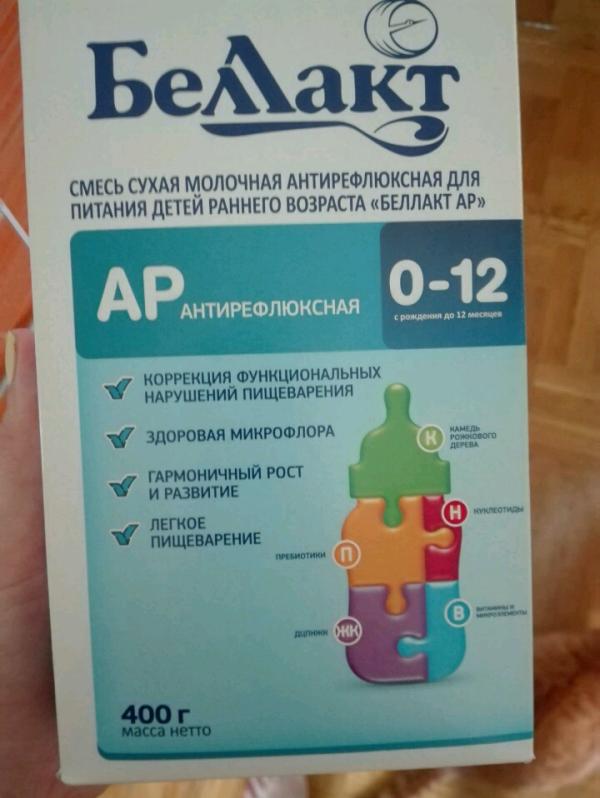 Беллакт
СМЕСЬ СУХАЯ МОЛОЧНАЯ АНТИРЕФЛЮКСНАЯ ДЛЯ
ПИТАНИЯ ДЕТЕЙ РАННЕГО ВОЗРАСТА «БЕЛЛАКТ АР»
АР АНТИРЕФЛЮКСНАЯ
0-12
с рождения до 12 месяцев
КОРРЕКЦИЯ ФУНКЦИОНАЛЬНЫХ
НАРУШЕНИЙ ПИЩЕВАРЕНИЯ
ЗДОРОВАЯ МИКРОФЛОРА
ГАРМОНИЧНЫЙ РОСТ
И РАЗВИТИЕ
ЛЕГКОЕ
ПИЩЕВАРЕНИЕ
К
КАМЕДЬ
РОЖКОВОГО
ДЕРЕВА
Н
НУКЛЕОТИДЫ
ПРЕБИОТИКИ
П
В
ВИТАМИНЫ И
МИКРОЭЛЕМЕНТЫ
ДЦПНЖК
ЖК
400 г
масса нетто